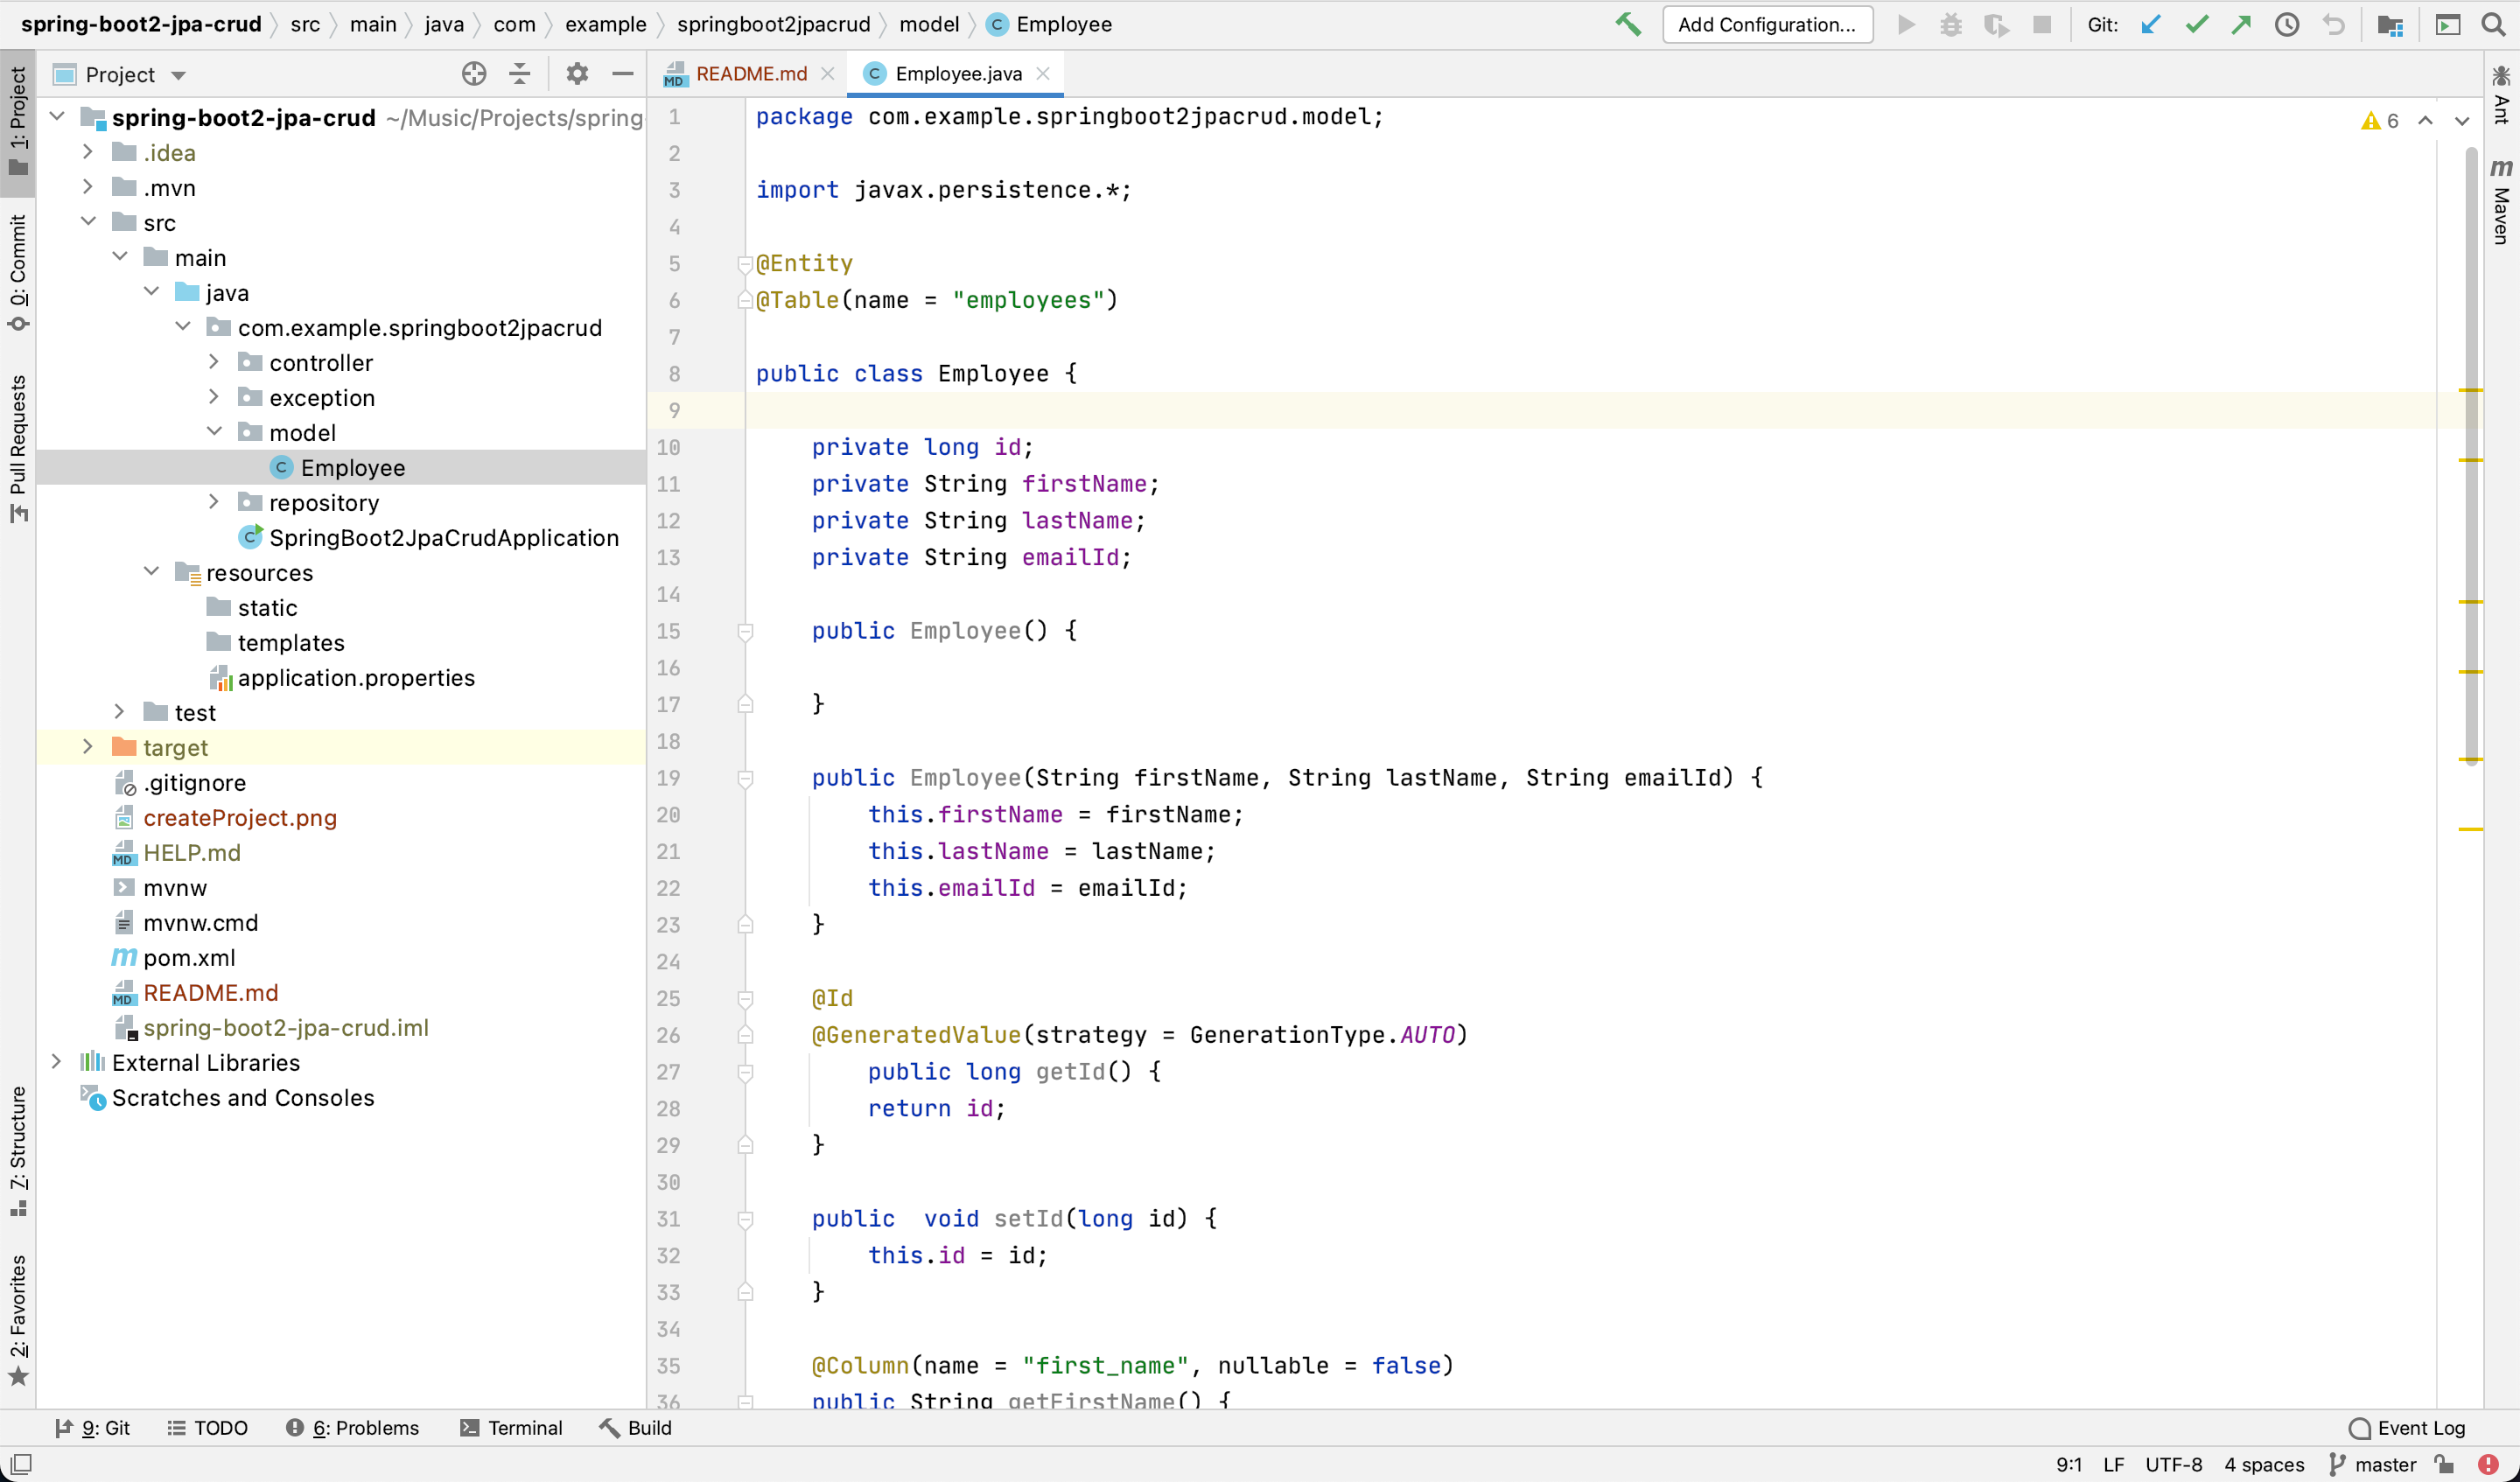 spring-boot2-jpa-crud src main java com example springboot2jpacrud model C Employee Add Configuration... Git:
1: Project
0: Commit
Pull Requests
7: Structure
2: Favorites
Project
spring-boot2-jpa-crud ~/Music/Projects/spring-
.idea
.mvn
src
main
java
com.example.springboot2jpacrud
controller
exception
model
C Employee
repository
C SpringBoot2JpaCrudApplication
resources
static
templates
application.properties
test
target
.gitignore
createProject.png
MD HELP.md
mvnw
mvnw.cmd
m pom.xml
MD README.md
spring-boot2-jpa-crud.iml
External Libraries
Scratches and Consoles
MD README.md C Employee.java
6
1 package com.example.springboot2jpacrud.model;
2
3 import javax.persistence.*;
4
5 @Entity
6 @Table(name = "employees")
7
8 public class Employee {
9
10 private long id;
11 private String firstName;
12 private String lastName;
13 private String emailId;
14
15 public Employee() {
16
17 }
18
19 public Employee(String firstName, String lastName, String emailId) {
20 this.firstName = firstName;
21 this.lastName = lastName;
22 this.emailId = emailId;
23 }
24
25 @Id
26 @GeneratedValue(strategy = GenerationType.AUTO)
27 public long getId() {
28 return id;
29 }
30
31 public  void setId(long id) {
32 this.id = id;
33 }
34
35 @Column(name = "first_name", nullable = false)
36 public String getFirstName() {
Ant
m Maven
9: Git TODO 6: Problems Terminal Build Event Log
9:1 LF UTF-8 4 spaces master